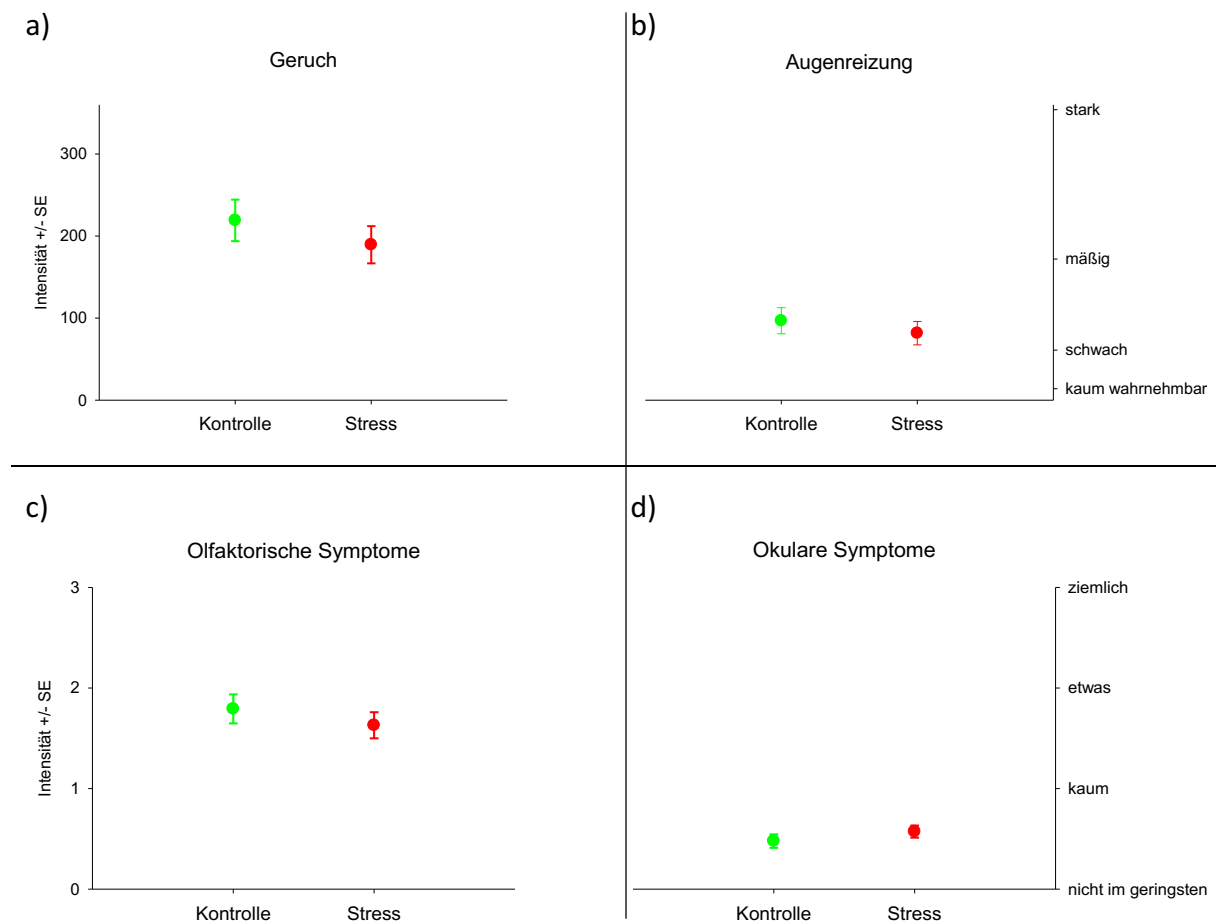 a)
Geruch
Intensität +/- SE
300
200
100
0
Kontrolle
Stress
b)
Augenreizung
stark
mäßig
schwach
kaum wahrnehmbar
Kontrolle
Stress
c)
Olfaktorische Symptome
Intensität +/- SE
3
2
1
0
Kontrolle
Stress
d)
Okulare Symptome
ziemlich
etwas
kaum
nicht im geringsten
Kontrolle
Stress